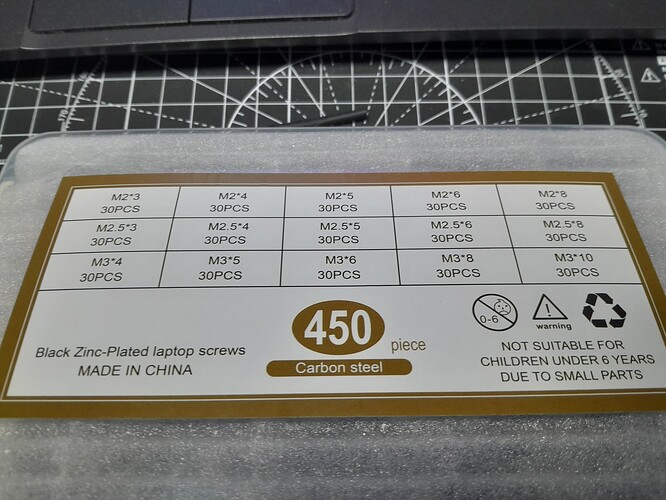 M2*3 M2*4 M2*5 M2*6 M2*8
30PCS 30PCS 30PCS 30PCS 30PCS
M2.5*3 M2.5*4 M2.5*5 M2.5*6 M2.5*8
30PCS 30PCS 30PCS 30PCS 30PCS
M3*4 M3*5 M3*6 M3*8 M3*10
30PCS 30PCS 30PCS 30PCS 30PCS
450 piece
Carbon steel
Black Zinc-Plated laptop screws
MADE IN CHINA
0-6
warning
NOT SUITABLE FOR
CHILDREN UNDER 6 YEARS
DUE TO SMALL PARTS